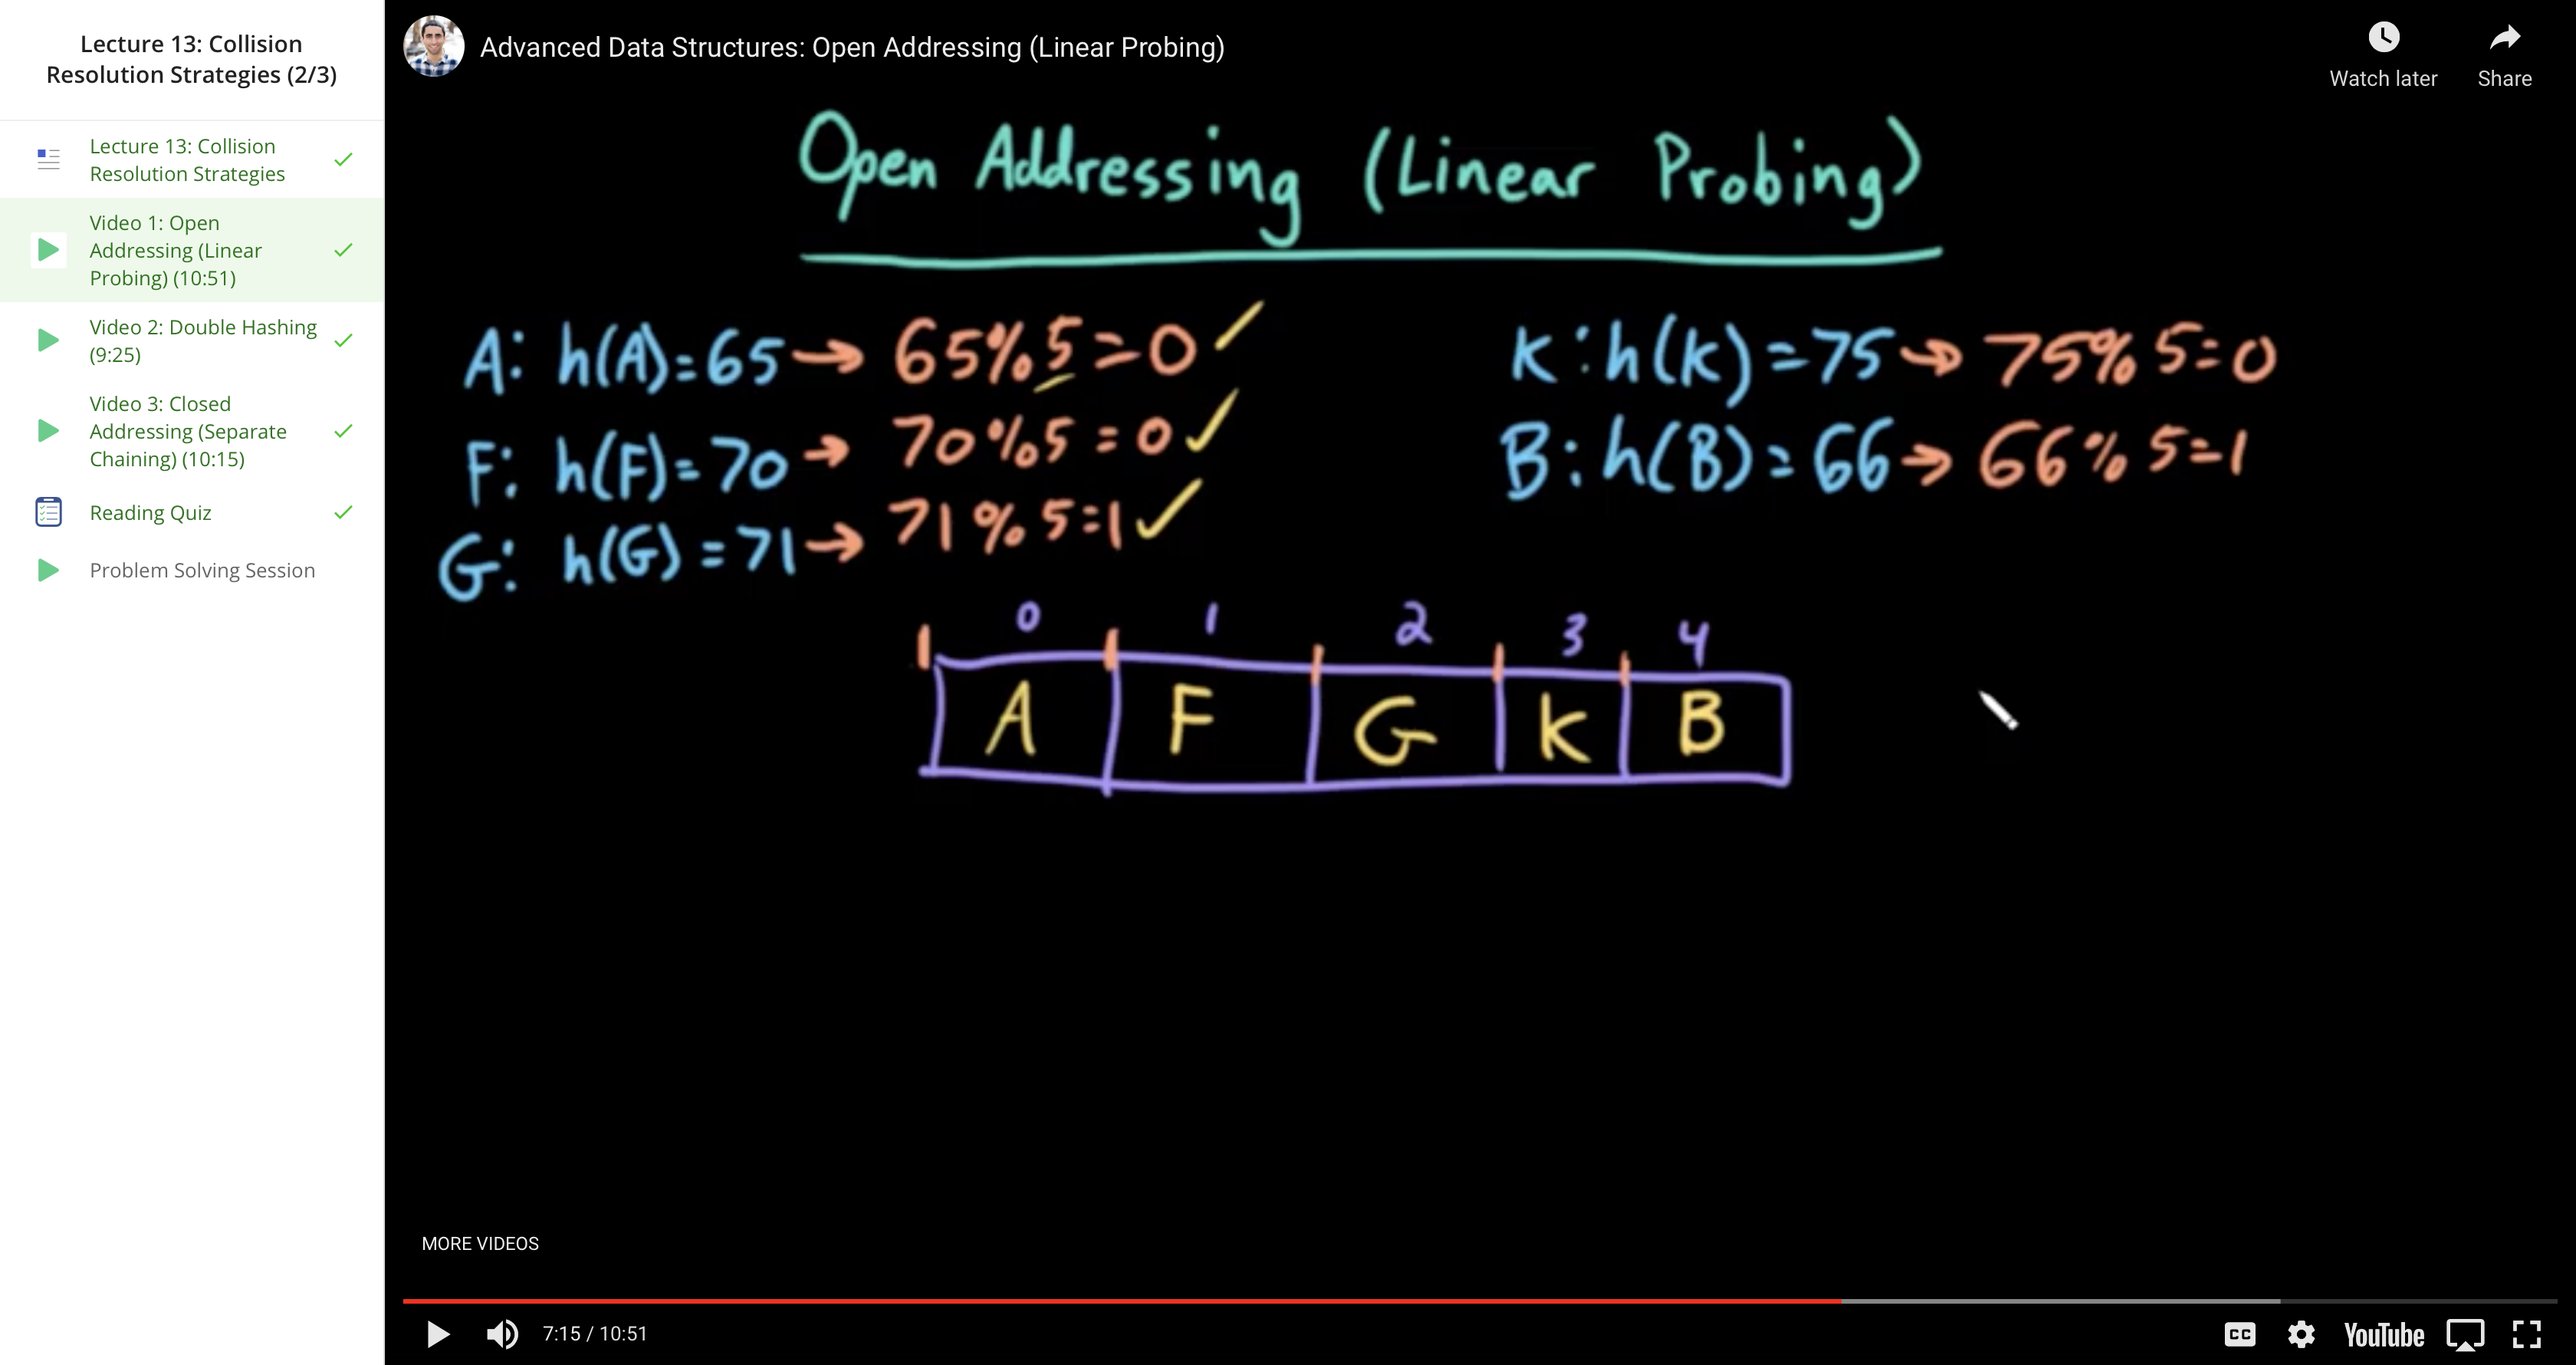 Lecture 13: Collision
Resolution Strategies (2/3)
Lecture 13: Collision
Resolution Strategies
Video 1: Open
Addressing (Linear
Probing) (10:51)
Video 2: Double Hashing
(9:25)
Video 3: Closed
Addressing (Separate
Chaining) (10:15)
Reading Quiz
Problem Solving Session
Advanced Data Structures: Open Addressing (Linear Probing)
Watch later
Share
Open Addressing (Linear Probing)
A: h(A)=65→ 65%5=0 ✓
F: h(F)=70→ 70%5=0 ✓
G: h(G)=71→ 71%5=1 ✓
K: h(K)=75→ 75%5=0
B: h(B)=66→ 66%5=1
0 1 2 3 4
A F G K B
MORE VIDEOS
7:15 / 10:51
CC
YouTube